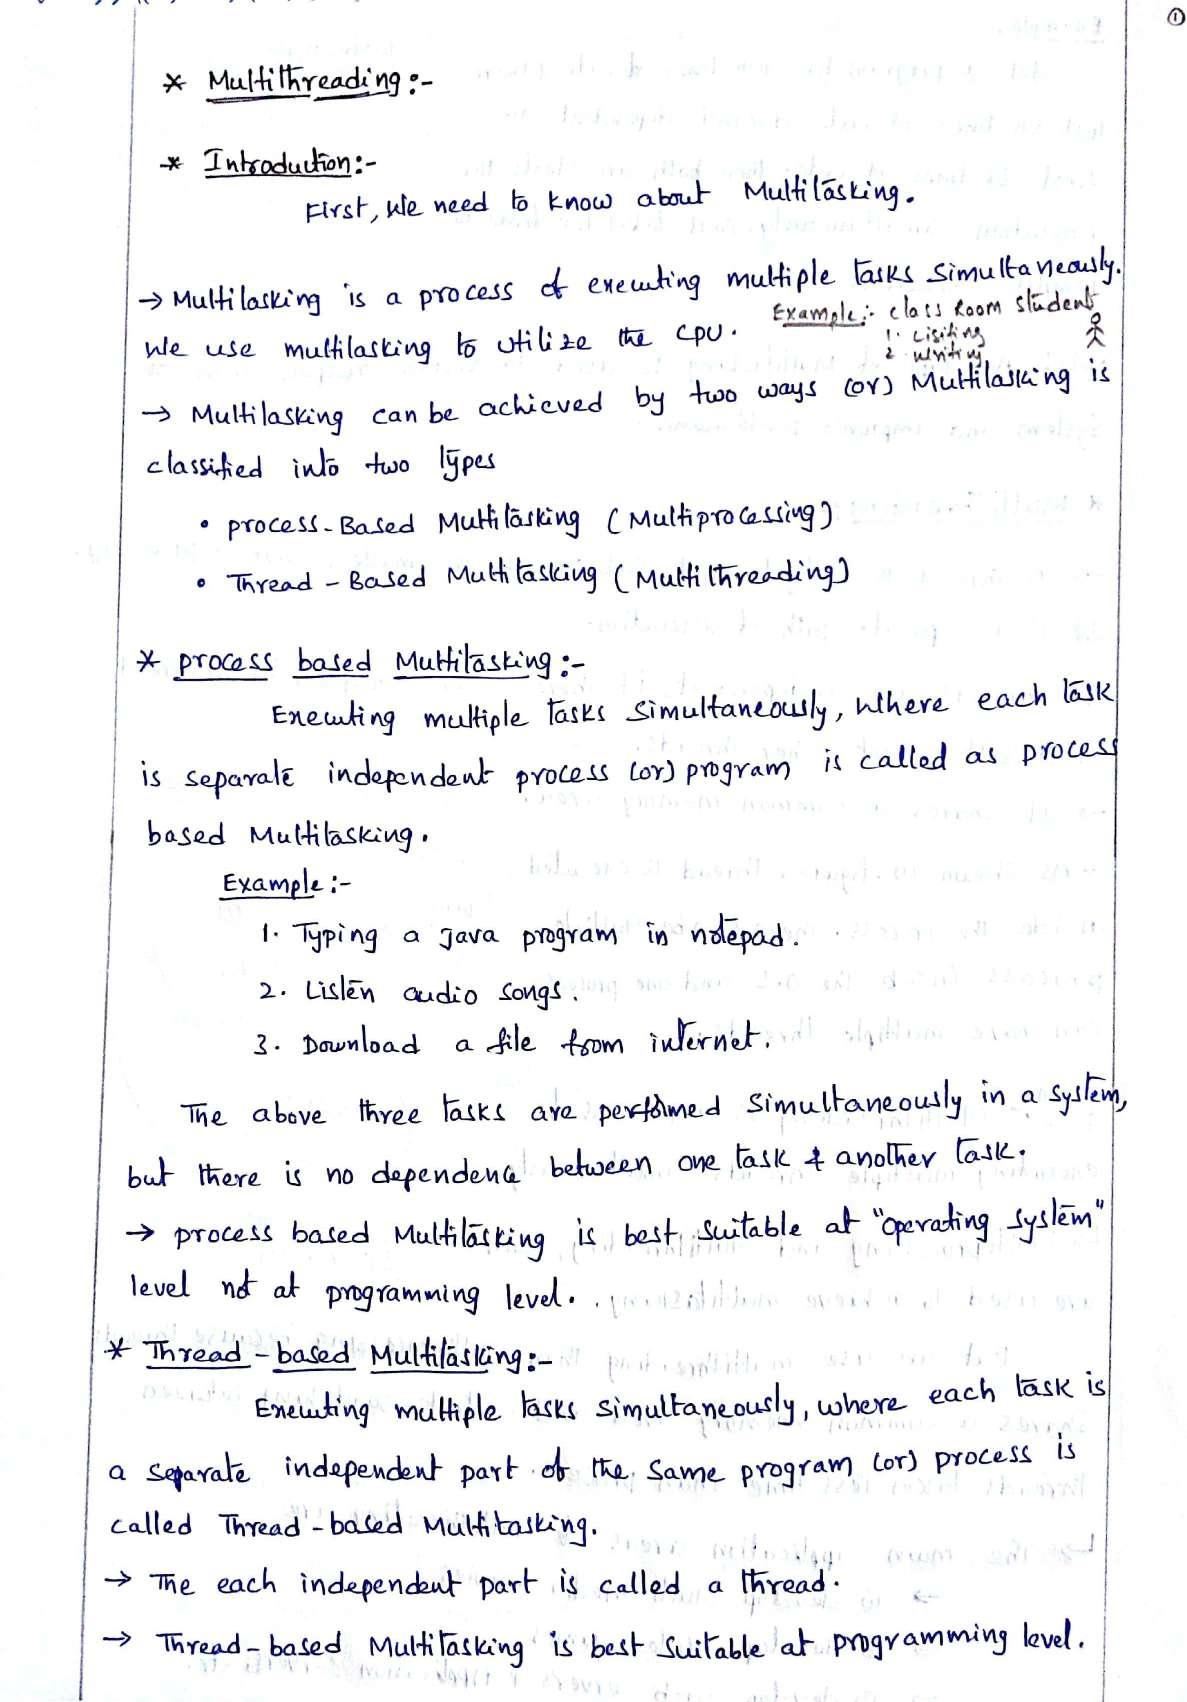 ①
* Multithreading :-
* Introduction :-
First, We need to know about Multitasking.
→ Multitasking is a process of executing multiple tasks simultaneously.
We use multitasking to utilize the CPU. Example :- class Room student
1. Lisiting
2. Writing
→ Multitasking can be achieved by two ways (or) Multitasking is
classified into two types
• process-Based Multitasking (Multiprocessing)
• Thread - Based Multitasking (Multithreading)
* process based Multitasking :-
Executing multiple tasks simultaneously, where each task
is separate independent process (or) program is called as process
based Multitasking.
Example :-
1. Typing a Java program in notepad.
2. Listen audio songs.
3. Download a file from internet.
The above three tasks are performed simultaneously in a system,
but there is no dependence between one task & another task.
→ process based Multitasking is best suitable at "operating system"
level not at programming level.
* Thread - based Multitasking :-
Executing multiple tasks simultaneously, where each task is
a separate independent part of the same program (or) process is
called Thread - based Multitasking.
→ The each independent part is called a thread.
→ Thread - based Multitasking is best suitable at programming level.